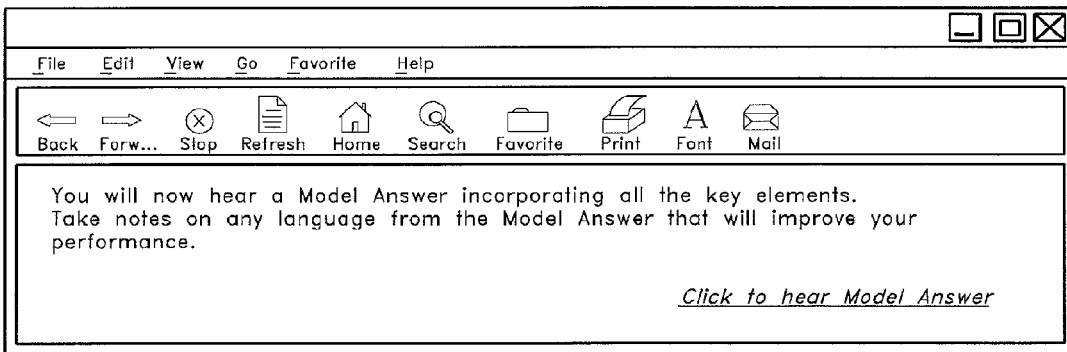 File Edit View Go Favorite Help
Back Forw... Stop Refresh Home Search Favorite Print Font Mail
You will now hear a Model Answer incorporating all the key elements.
Take notes on any language from the Model Answer that will improve your
performance.
Click to hear Model Answer